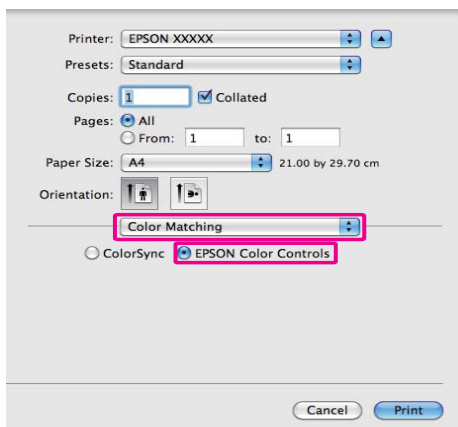 Printer: EPSON XXXXX
Presets: Standard
Copies: 1 Collated
Pages: All
From: 1 to: 1
Paper Size: A4 21.00 by 29.70 cm
Orientation:
Color Matching
ColorSync EPSON Color Controls
Cancel Print